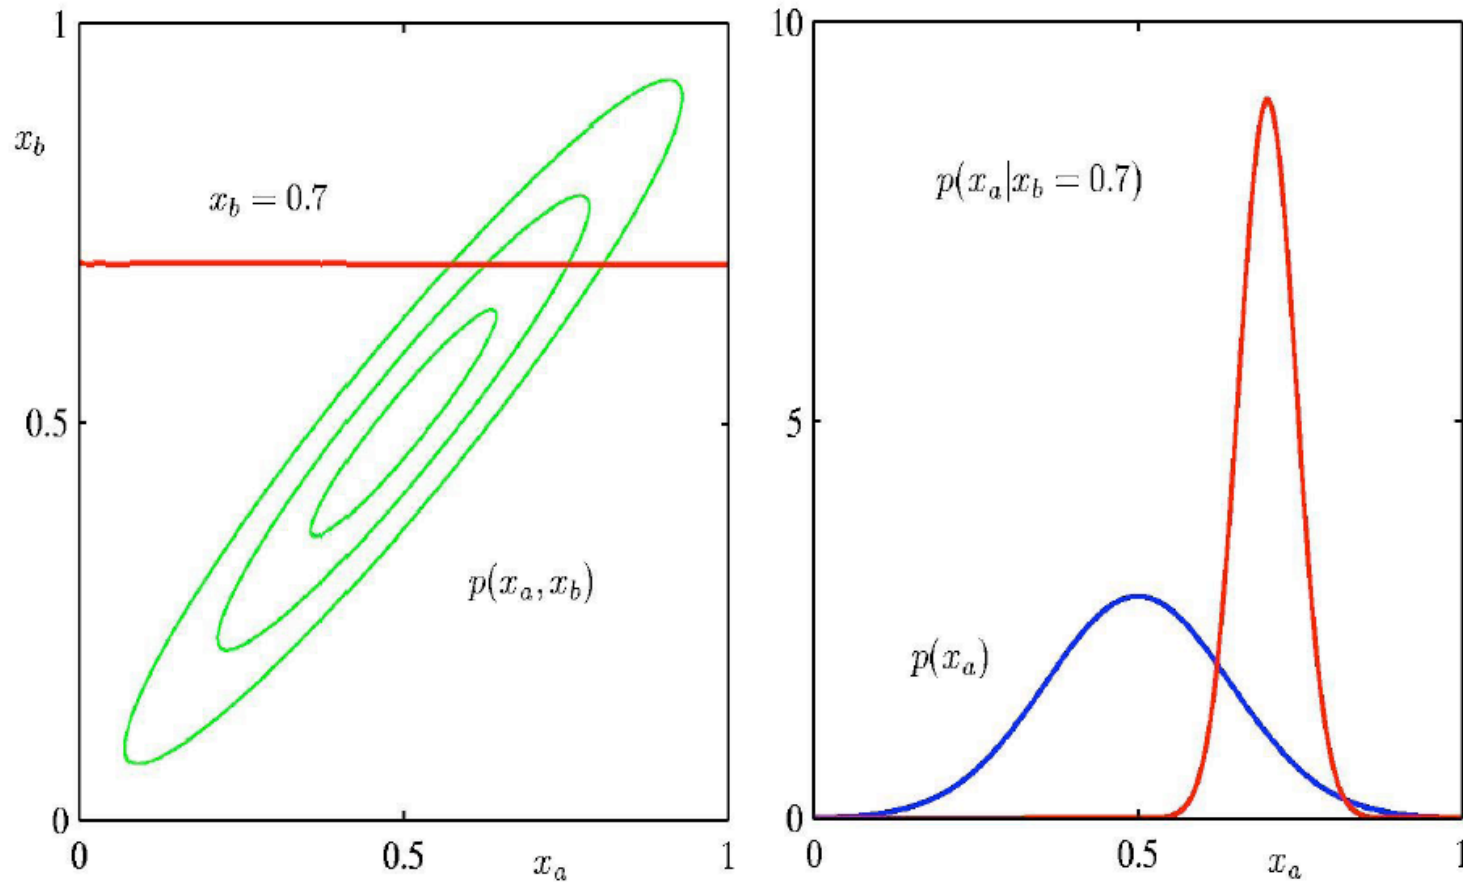 1
x_b
x_b = 0.7
0.5
p(x_a, x_b)
0
0
0.5
x_a
1
10
p(x_a|x_b = 0.7)
5
p(x_a)
0
0
0.5
x_a
1